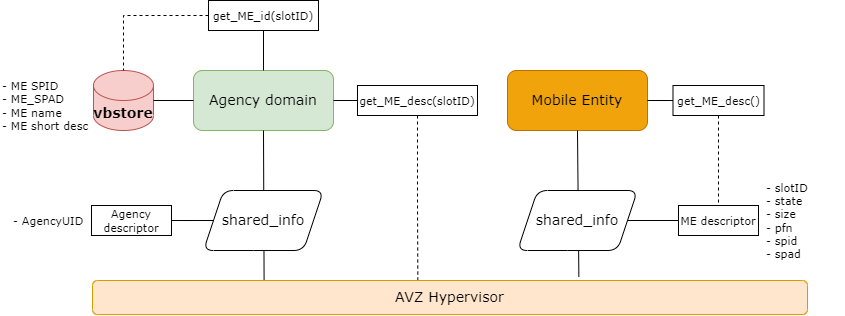 get_ME_id(slotID)
- ME SPID
- ME_SPAD
- ME name
- ME short desc
vbstore
Agency domain
get_ME_desc(slotID)
Mobile Entity
get_ME_desc()
- AgencyUID
Agency
descriptor
shared_info
shared_info
ME descriptor
- slotID
- state
- size
- pfn
- spid
- spad
AVZ Hypervisor